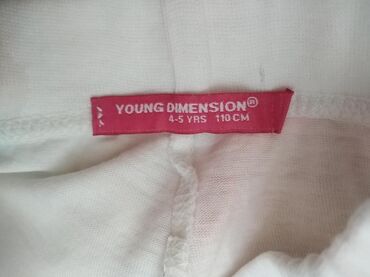 YOUNG DIMENSION®
4-5 YRS 110 CM